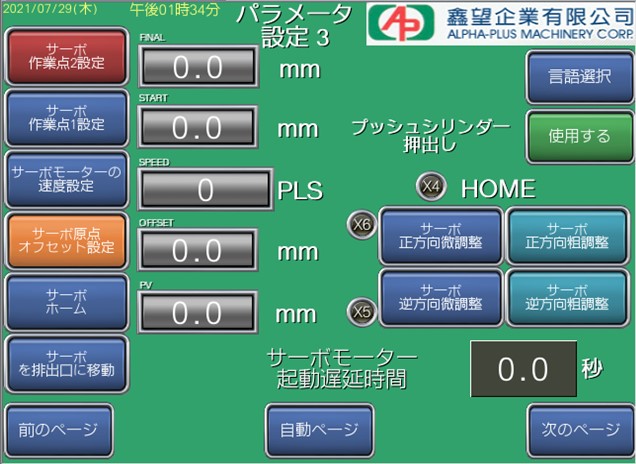 2021/07/29(木) 午後01時34分
パラメータ
設定 3
鑫望企業有限公司
ALPHA-PLUS MACHINERY CORP.
AP
サーボ
作業点2設定
FINAL
0.0 mm
言語選択
サーボ
作業点1設定
START
0.0 mm
プッシュシリンダー
押出し
使用する
サーボモーターの
速度設定
SPEED
0 PLS
X4 HOME
サーボ原点
オフセット設定
OFFSET
0.0 mm
X6
サーボ
正方向微調整
サーボ
正方向粗調整
サーボ
ホーム
PV
0.0 mm
X5
サーボ
逆方向微調整
サーボ
逆方向粗調整
サーボ
を排出口に移動
サーボモーター
起動遅延時間
0.0 秒
前のページ
自動ページ
次のページ